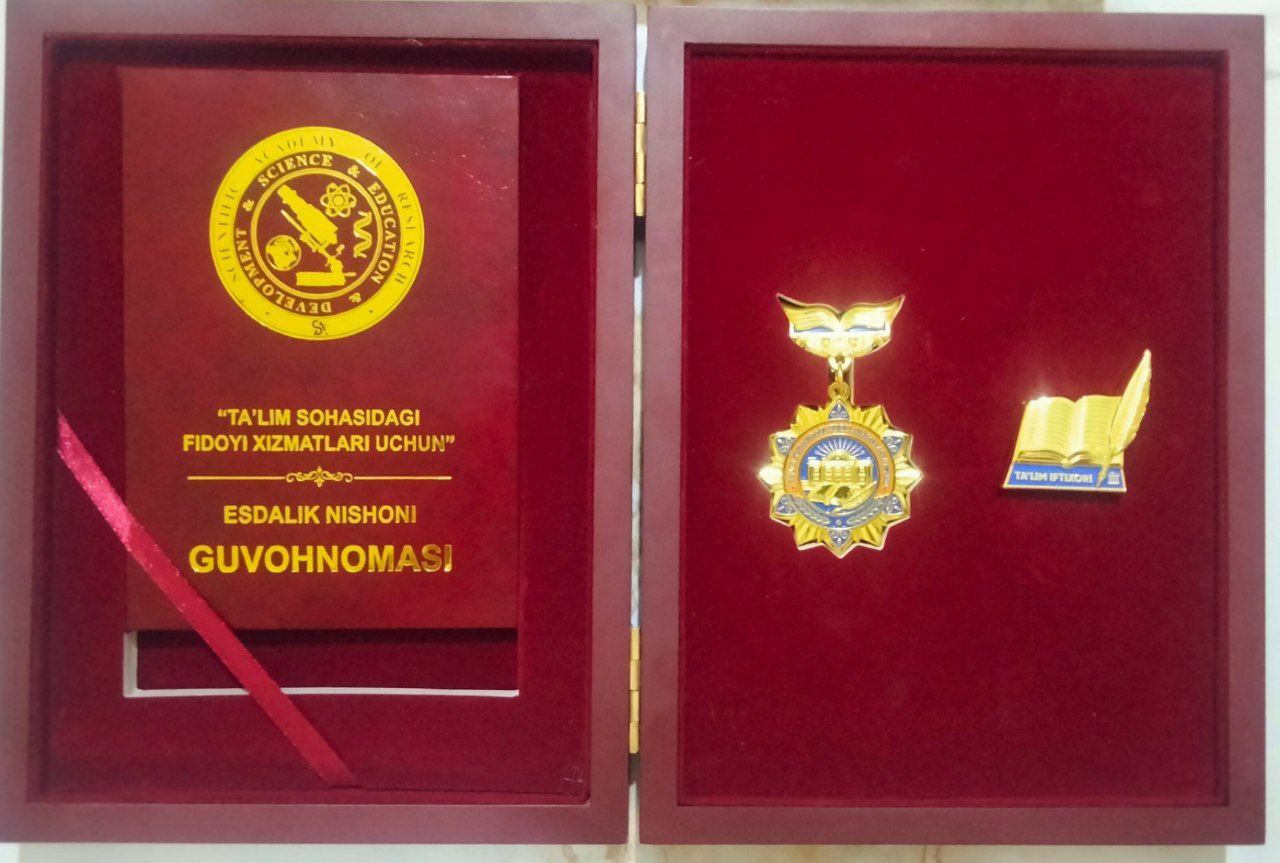 SCIENTIFIC ACADEMY OF RESEARCH
SCIENCE & EDUCATION & DEVELOPMENT &
“TA’LIM SOHASIDAGI
FIDOYI XIZMATLARI UCHUN”
ESDALIK NISHONI
GUVOHNOMASI
TA’LIM IFTIXORI